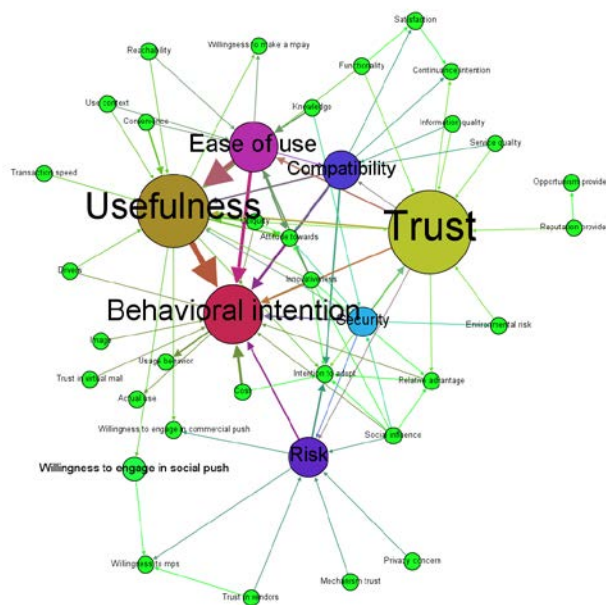 Satisfaction
Willingness to make a mpay
Reachability
Functionality
Continuance intention
Use context
Knowledge
Convenience
Information quality
Ease of use
Service quality
Compatibility
Transaction speed
Opportunism provider
Usefulness
Trust
Attitude towards
Reputation provider
Drivers
Innovativeness
Behavioral intention
Security
Environmental risk
Image
Usage behavior
Trust in virtual mall
Intention to adopt
Relative advantage
Actual use
Cost
Willingness to engage in commercial push
Social influence
Risk
Willingness to engage in social push
Privacy concern
Willingness to mps
Mechanism trust
Trust in vendors